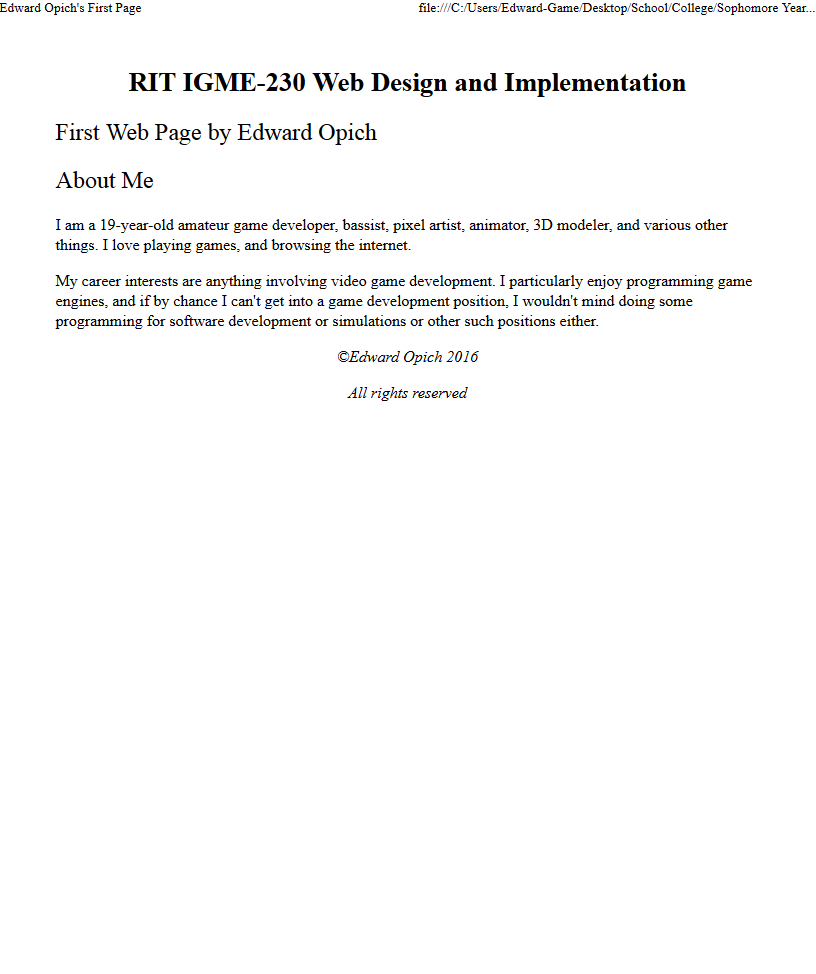 Edward Opich's First Page
file:///C:/Users/Edward-Game/Desktop/School/College/Sophomore Year...
RIT IGME-230 Web Design and Implementation
First Web Page by Edward Opich
About Me
I am a 19-year-old amateur game developer, bassist, pixel artist, animator, 3D modeler, and various other
things. I love playing games, and browsing the internet.
My career interests are anything involving video game development. I particularly enjoy programming game
engines, and if by chance I can't get into a game development position, I wouldn't mind doing some
programming for software development or simulations or other such positions either.
©Edward Opich 2016
All rights reserved